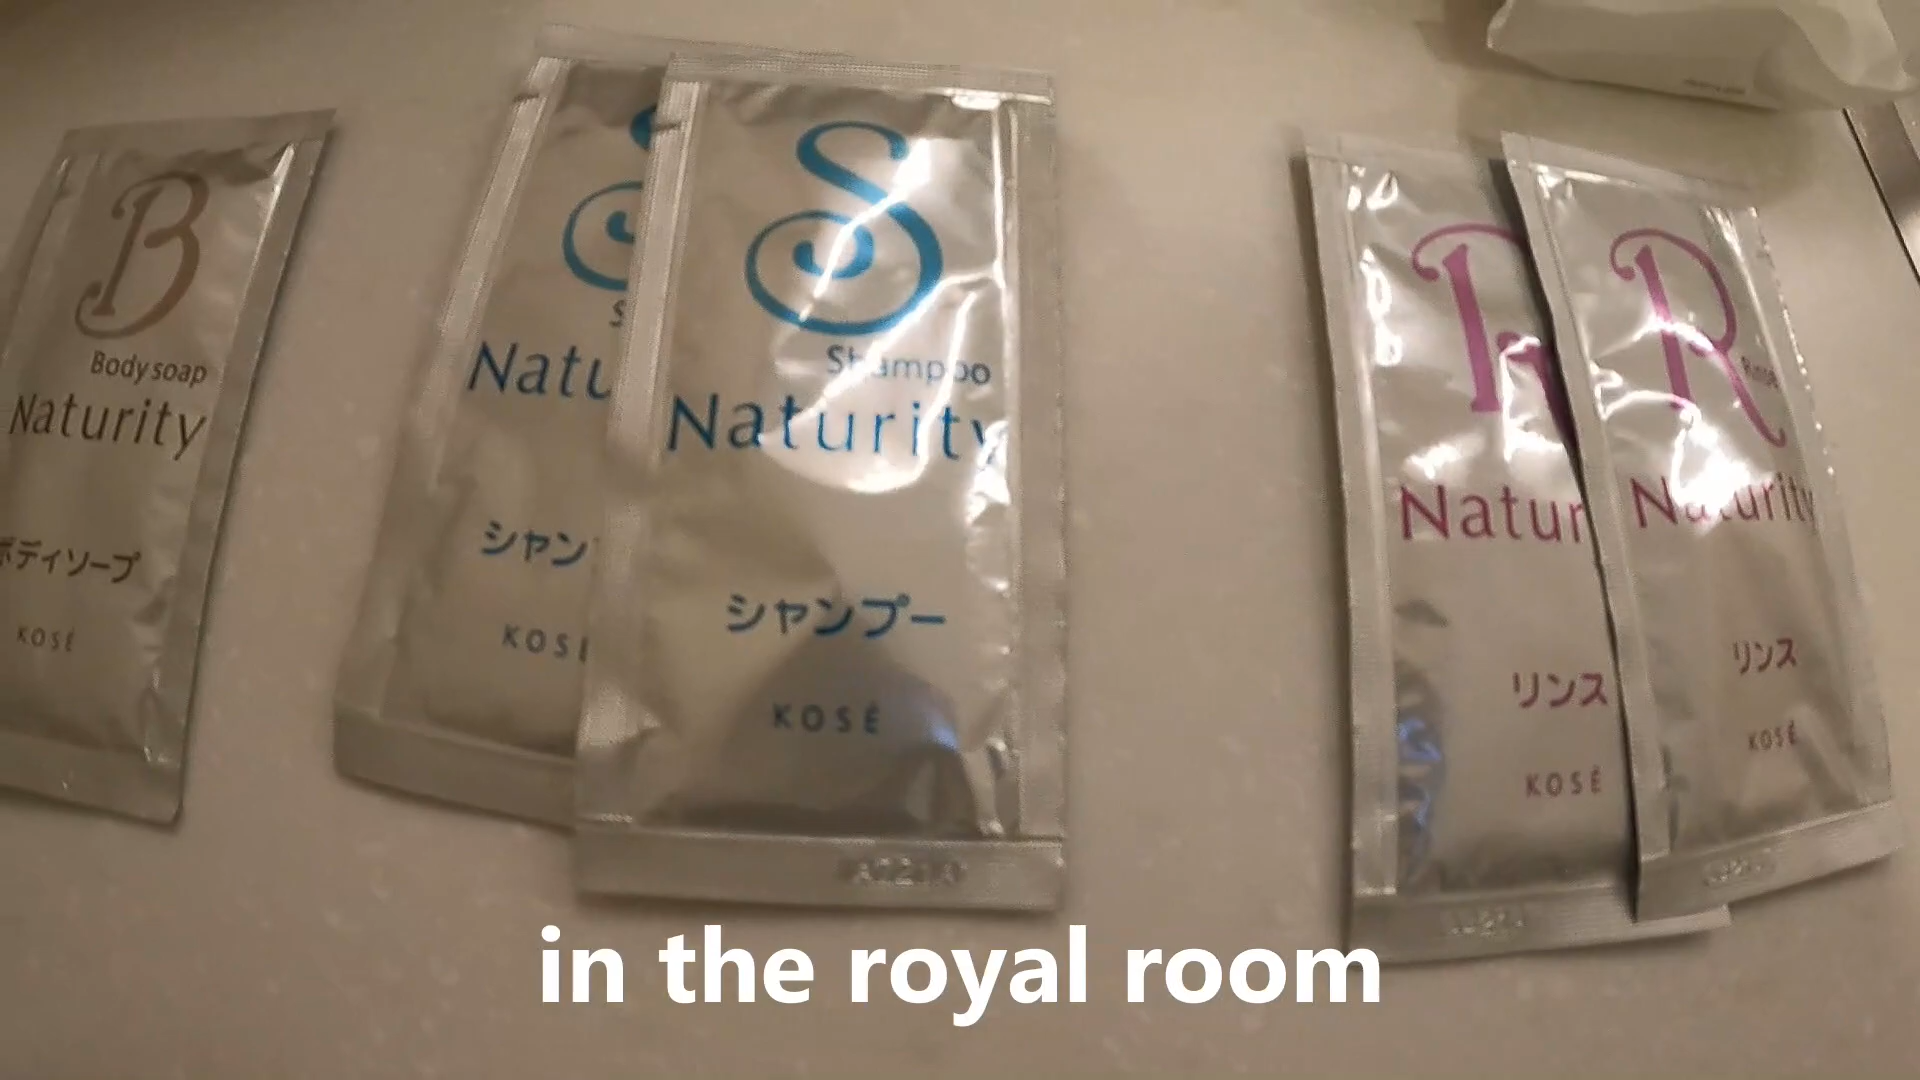 B
Body soap
Naturity
ボディソープ
KOSÉ
S
Natu
シャン
KOS
S
Shampoo
Naturity
シャンプー
KOSÉ
Natur
リンス
KOSÉ
R
Rinse
Naturity
リンス
KOSÉ
in the royal room